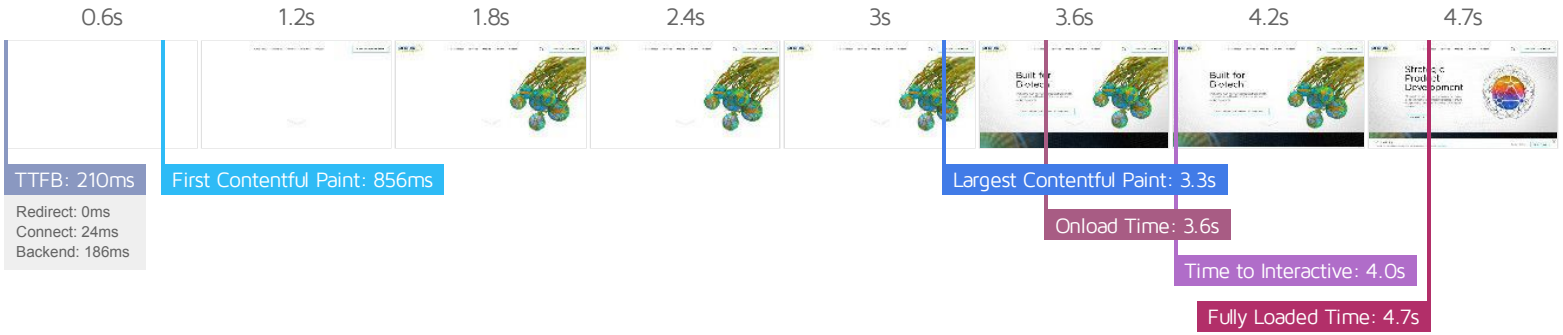 0.6s 1.2s 1.8s 2.4s 3s 3.6s 4.2s 4.7s
Built for
Biotech
Built for
Biotech
Strategic
Product
Development
TTFB: 210ms
First Contentful Paint: 856ms
Largest Contentful Paint: 3.3s
Redirect: 0ms
Connect: 24ms
Backend: 186ms
Onload Time: 3.6s
Time to Interactive: 4.0s
Fully Loaded Time: 4.7s